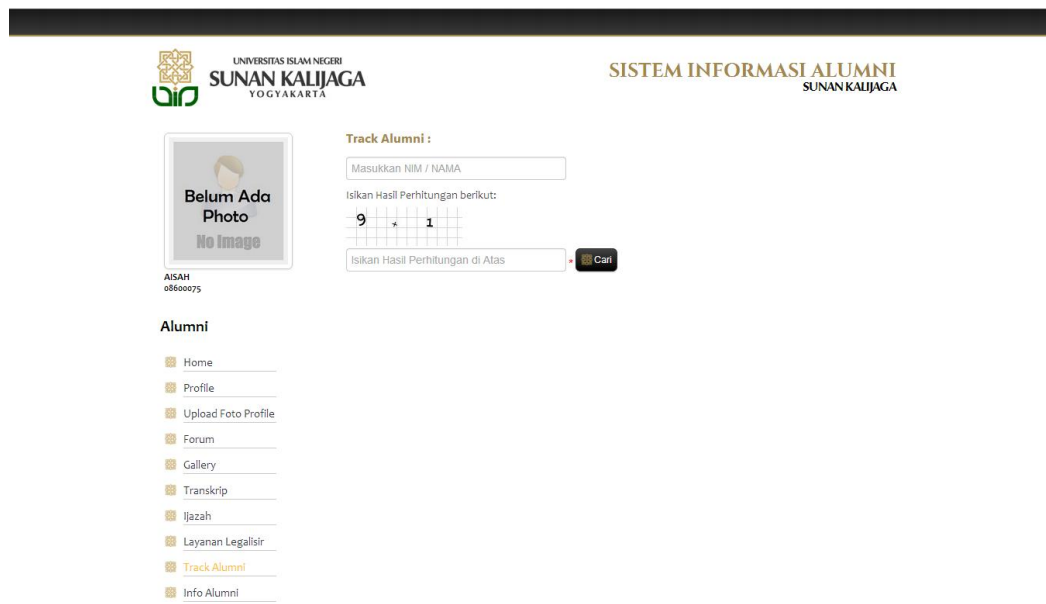 UNIVERSITAS ISLAM NEGERI
SUNAN KALIJAGA
YOGYAKARTA
SISTEM INFORMASI ALUMNI
SUNAN KALIJAGA
Belum Ada
Photo
No Image
AISAH
08600075
Track Alumni :
Masukkan NIM / NAMA
Isikan Hasil Perhitungan berikut:
9 + 1
Isikan Hasil Perhitungan di Atas
* Cari
Alumni
Home
Profile
Upload Foto Profile
Forum
Gallery
Transkrip
Ijazah
Layanan Legalisir
Track Alumni
Info Alumni